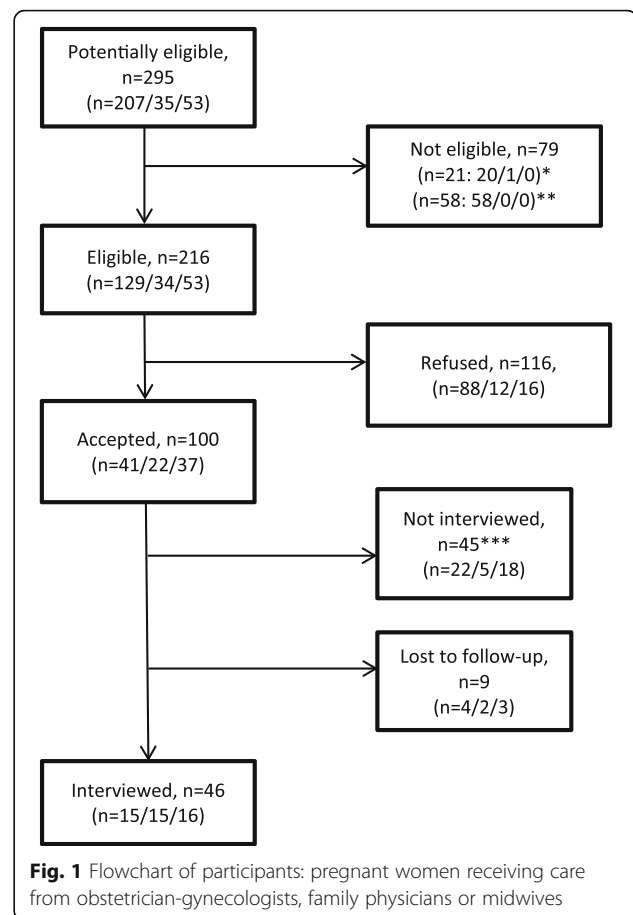 Potentially eligible,
n=295
(n=207/35/53)
Not eligible, n=79
(n=21: 20/1/0)*
(n=58: 58/0/0)**
Eligible, n=216
(n=129/34/53)
Refused, n=116,
(n=88/12/16)
Accepted, n=100
(n=41/22/37)
Not interviewed,
n=45***
(n=22/5/18)
Lost to follow-up,
n=9
(n=4/2/3)
Interviewed, n=46
(n=15/15/16)
Fig. 1 Flowchart of participants: pregnant women receiving care
from obstetrician-gynecologists, family physicians or midwives